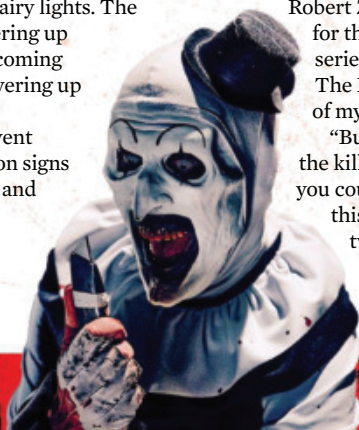 airy lights. The
ering up
coming
vering up
vent
on signs
and
Robert
for th
serie
The
of my
“Bu
the kill
you cou
this
tv